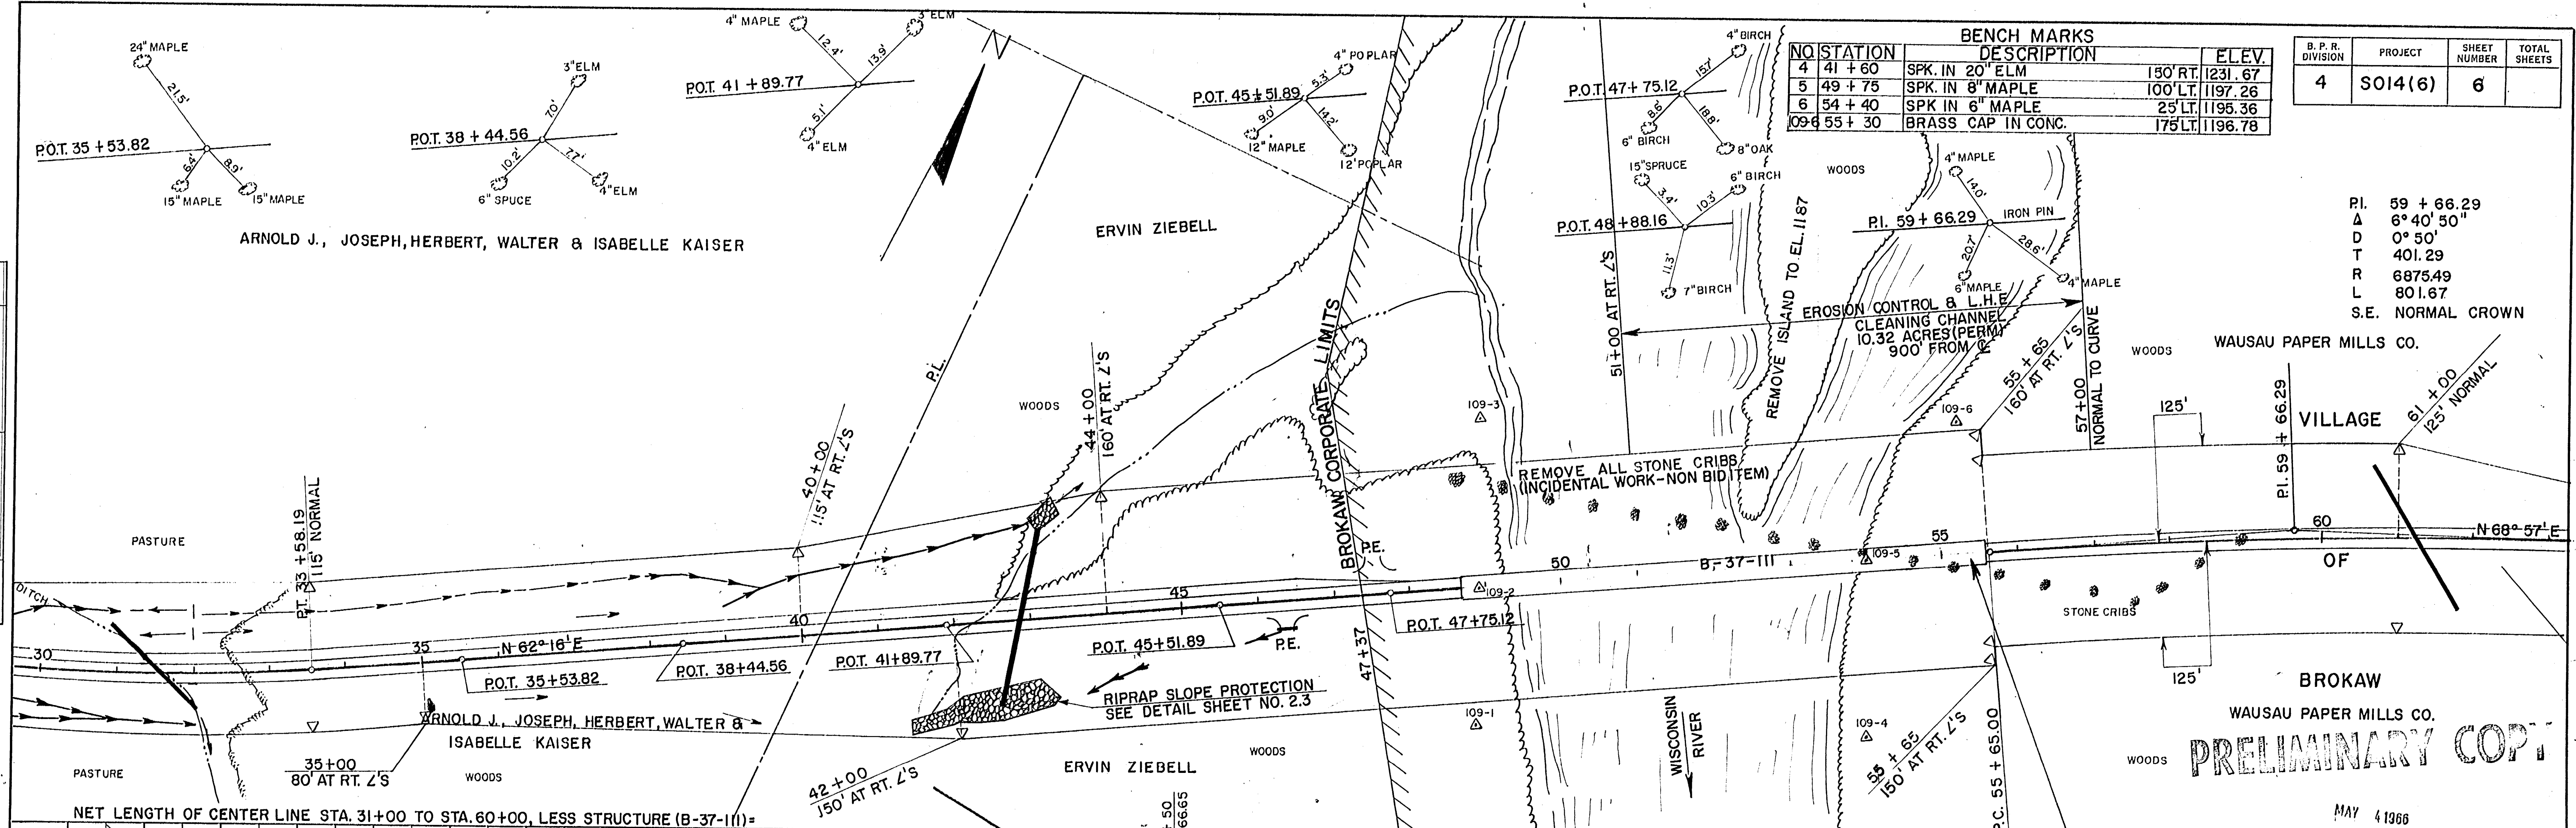 24" MAPLE
21.5'
P.O.T. 35 + 53.82
6.4'
8.9'
15" MAPLE
15" MAPLE
3" ELM
7.0'
P.O.T. 38 + 44.56
10.2'
7.7'
6" SPUCE
4" ELM
4" MAPLE
3" ELM
12.4'
13.9'
P.O.T. 41 + 89.77
5.1'
4" ELM
N
ARNOLD J., JOSEPH, HERBERT, WALTER & ISABELLE KAISER
4" POPLAR
5.3'
P.O.T. 45 + 51.89
9.0'
14.2'
12" MAPLE
12' POPLAR
ERVIN ZIEBELL
4" BIRCH
15.7'
P.O.T. 47 + 75.12
8.6'
18.8'
6" BIRCH
8" OAK
15" SPRUCE
6" BIRCH
3.4'
10.3'
P.O.T. 48 + 88.16
11.3'
7" BIRCH
BENCH MARKS
NO. STATION DESCRIPTION ELEV.
4 41 + 60 SPK. IN 20" ELM 150' RT. 1231.67
5 49 + 75 SPK. IN 8" MAPLE 100' LT. 1197.26
6 54 + 40 SPK IN 6" MAPLE 25' LT. 1195.36
109-6 55 + 30 BRASS CAP IN CONC. 175' LT. 1196.78
B. P. R. DIVISION PROJECT SHEET NUMBER TOTAL SHEETS
4 S014(6) 6
WOODS
4" MAPLE
14.0'
P.I. 59 + 66.29
IRON PIN
20.7'
28.6'
6" MAPLE
4" MAPLE
P.I. 59 + 66.29
Δ 6° 40' 50"
D 0° 50'
T 401.29
R 6875.49
L 801.67
S.E. NORMAL CROWN
51+00 AT RT. ∠'S
REMOVE ISLAND TO EL. 1187
EROSION CONTROL & L.H.E
CLEANING CHANNEL
10.32 ACRES (PERM)
900' FROM ℄
55 + 65
160' AT RT. ∠'S
57+00
NORMAL TO CURVE
WOODS
WAUSAU PAPER MILLS CO.
P.I. 59 + 66.29
125'
VILLAGE
61 + 00
125' NORMAL
P.L.
WOODS
44+00
160' AT RT. ∠'S
BROKAW CORPORATE LIMITS
109-3
109-6
40+00
115' AT RT. ∠'S
REMOVE ALL STONE CRIBS
(INCIDENTAL WORK-NON BID ITEM)
PASTURE
P.T. 33 +58.19
115' NORMAL
DITCH
P.E.
50
B-37-111
109-5
55
60
N 68° 57' E
OF
30
35
N 62° 16' E
40
45
109-2
STONE CRIBS
P.O.T. 35+53.82
P.O.T. 38+44.56
P.O.T. 41+89.77
P.O.T. 45+51.89
P.E.
P.O.T. 47+75.12
47+37
125'
BROKAW
RIPRAP SLOPE PROTECTION
SEE DETAIL SHEET NO. 2.3
109-1
WISCONSIN
RIVER
109-4
55 + 65
150' AT RT. ∠'S
P.C. 55 + 65.00
ARNOLD J., JOSEPH, HERBERT, WALTER &
ISABELLE KAISER
WAUSAU PAPER MILLS CO.
PASTURE
35+00
80' AT RT. ∠'S
WOODS
42+00
150' AT RT. ∠'S
ERVIN ZIEBELL
WOODS
WOODS
PRELIMINARY COPY
MAY 4 1966
NET LENGTH OF CENTER LINE STA. 31+00 TO STA. 60+00, LESS STRUCTURE (B-37-111)=